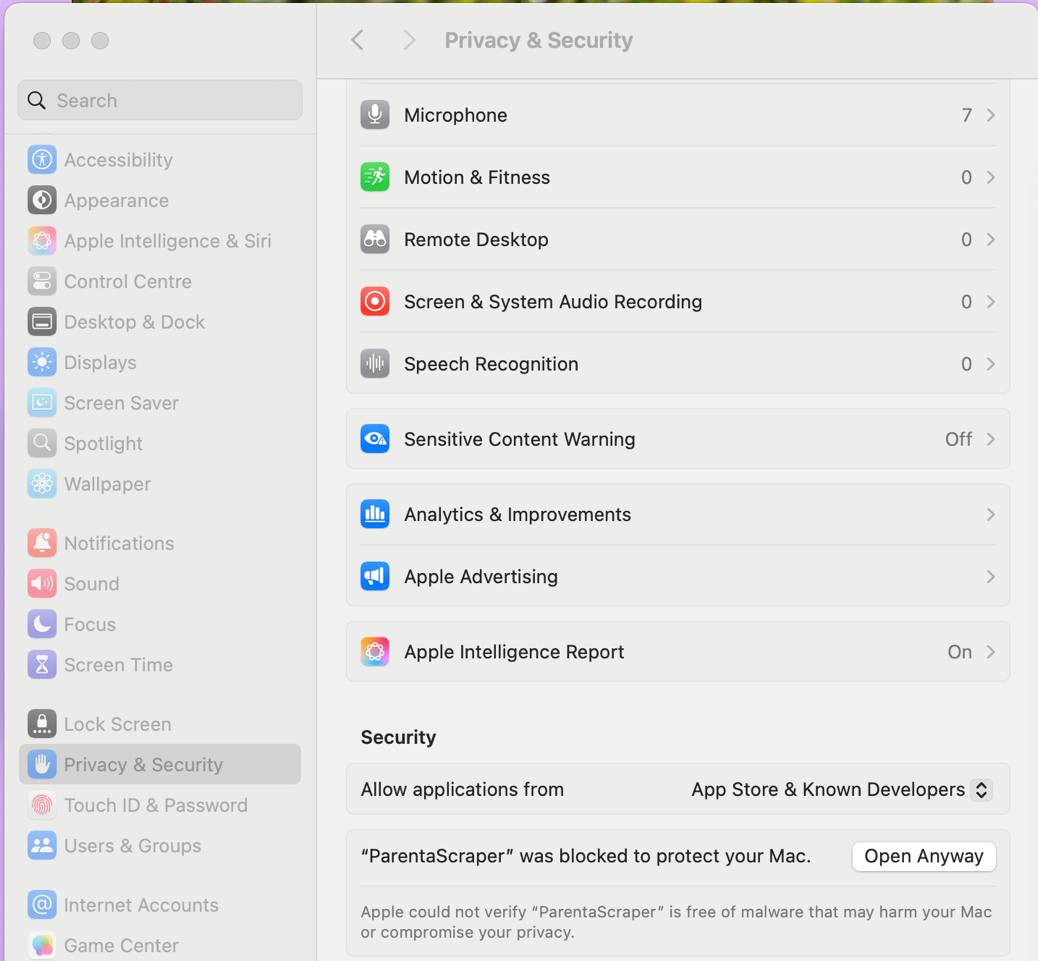 Search
Accessibility
Appearance
Apple Intelligence & Siri
Control Centre
Desktop & Dock
Displays
Screen Saver
Spotlight
Wallpaper
Notifications
Sound
Focus
Screen Time
Lock Screen
Privacy & Security
Touch ID & Password
Users & Groups
Internet Accounts
Game Center
Privacy & Security
Microphone 7
Motion & Fitness 0
Remote Desktop 0
Screen & System Audio Recording 0
Speech Recognition 0
Sensitive Content Warning Off
Analytics & Improvements
Apple Advertising
Apple Intelligence Report On
Security
Allow applications from App Store & Known Developers
“ParentaScraper” was blocked to protect your Mac. Open Anyway
Apple could not verify “ParentaScraper” is free of malware that may harm your Mac
or compromise your privacy.